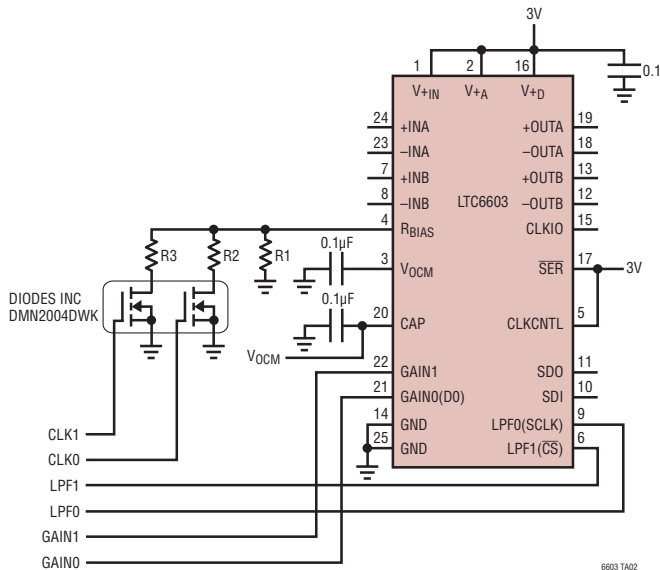 3V
1
2
16
0.1
V+IN
V+A
V+D
24
+INA
+OUTA
19
23
–INA
–OUTA
18
7
+INB
+OUTB
13
8
–INB
LTC6603
–OUTB
12
4
RBIAS
CLKIO
15
R3
R2
R1
0.1µF
3
VOCM
SER
17
3V
DIODES INC
DMN2004DWK
0.1µF
20
CAP
CLKCNTL
5
VOCM
22
GAIN1
SDO
11
21
GAIN0(D0)
SDI
10
14
GND
LPF0(SCLK)
9
25
GND
LPF1(CS)
6
CLK1
CLK0
LPF1
LPF0
GAIN1
GAIN0
6603 TA02